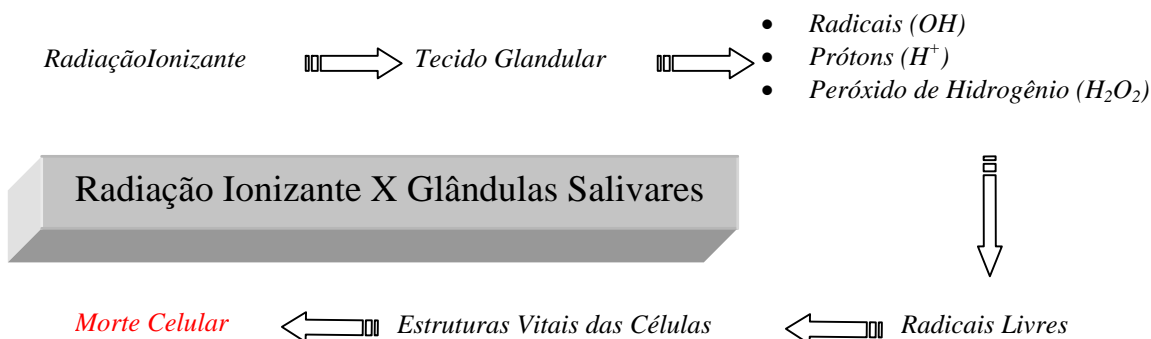 RadiaçãoIonizante
Tecido Glandular
• Radicais (OH)
• Prótons (H⁺)
• Peróxido de Hidrogênio (H₂O₂)
Radiação Ionizante X Glândulas Salivares
Morte Celular
Estruturas Vitais das Células
Radicais Livres